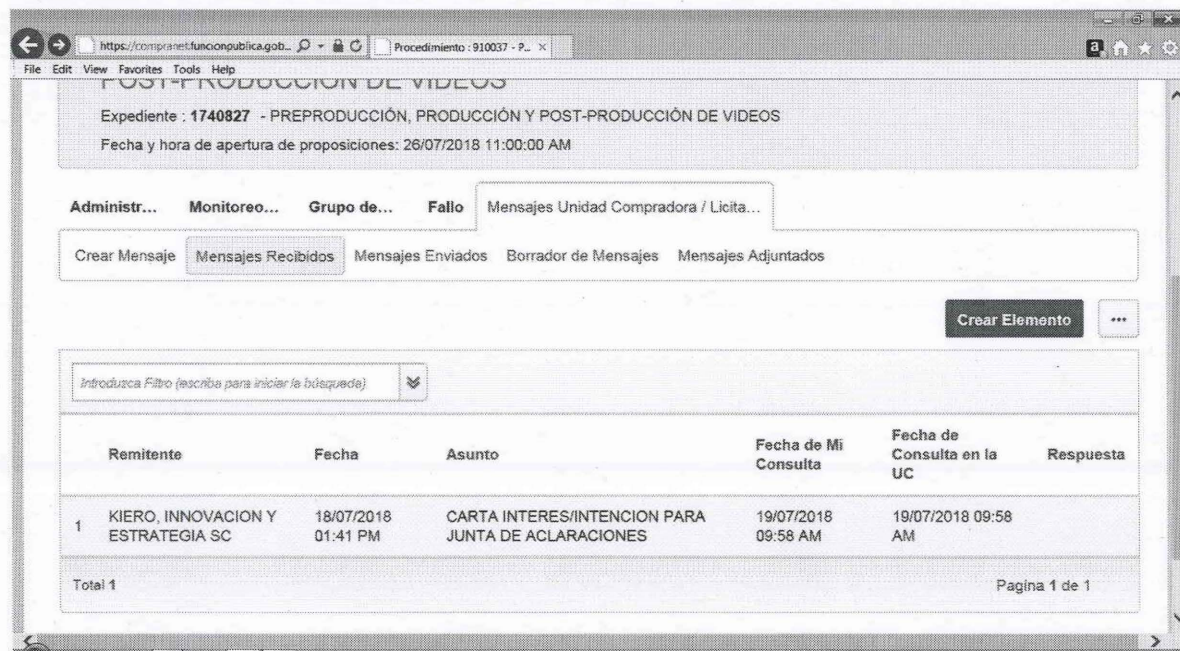 https://compranet.funcionpublica.gob...
Procedimiento : 910037 - P...
File Edit View Favorites Tools Help
POST-PRODUCCIÓN DE VIDEOS
Expediente : 1740827 - PREPRODUCCIÓN, PRODUCCIÓN Y POST-PRODUCCIÓN DE VIDEOS
Fecha y hora de apertura de proposiciones: 26/07/2018 11:00:00 AM
Administr... Monitoreo... Grupo de... Fallo Mensajes Unidad Compradora / Licita...
Crear Mensaje Mensajes Recibidos Mensajes Enviados Borrador de Mensajes Mensajes Adjuntados
Crear Elemento ...
Introduzca Filtro (escriba para iniciar la búsqueda)
Remitente Fecha Asunto Fecha de Mi Consulta Fecha de Consulta en la UC Respuesta
1 KIERO, INNOVACION Y ESTRATEGIA SC 18/07/2018 01:41 PM CARTA INTERES/INTENCION PARA JUNTA DE ACLARACIONES 19/07/2018 09:58 AM 19/07/2018 09:58 AM
Total 1 Pagina 1 de 1